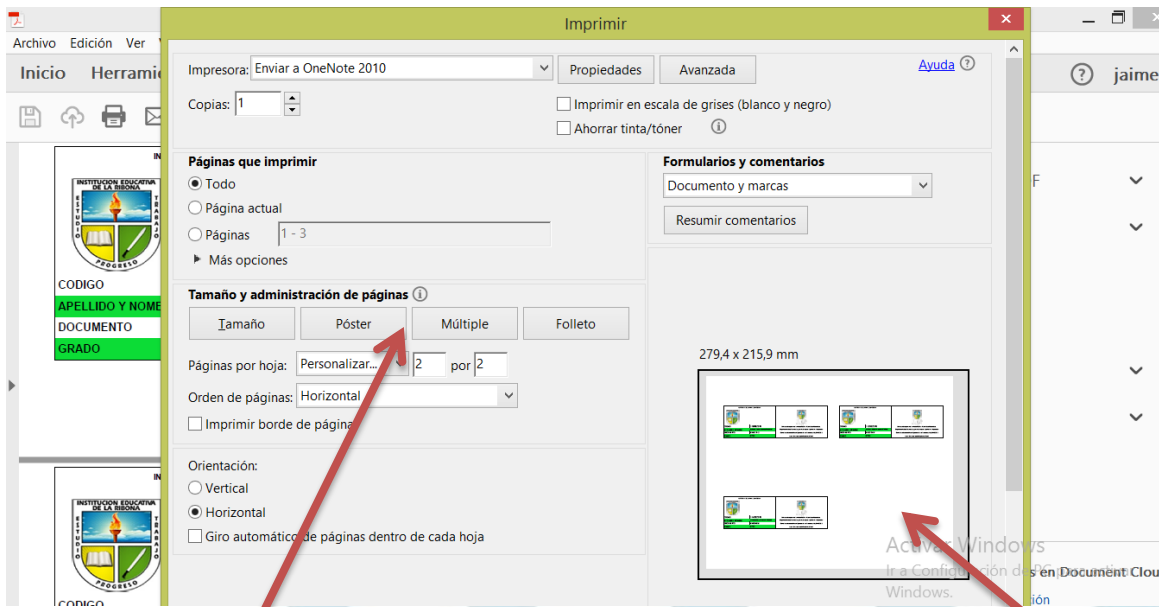 Imprimir
Archivo Edición Ver
Inicio Herrami
jaime
Impresora: Enviar a OneNote 2010 Propiedades Avanzada Ayuda
Copias: 1
Imprimir en escala de grises (blanco y negro)
Ahorrar tinta/tóner
Páginas que imprimir
Todo
Página actual
Páginas 1 - 3
Más opciones
Formularios y comentarios
Documento y marcas
Resumir comentarios
Tamaño y administración de páginas
Tamaño Póster Múltiple Folleto
Páginas por hoja: Personalizar... 2 por 2
Orden de páginas: Horizontal
Imprimir borde de página
Orientación:
Vertical
Horizontal
Giro automático de páginas dentro de cada hoja
279,4 x 215,9 mm
IN
INSTITUCION EDUCATIVA
DE LA RIBONA
ESTUDIO
TRABAJO
PROGRESO
CODIGO
APELLIDO Y NOME
DOCUMENTO
GRADO
IN
INSTITUCION EDUCATIVA
DE LA RIBONA
ESTUDIO
TRABAJO
PROGRESO
CODIGO
F
Activar Windows
Ir a Configuración de PC para activar
Windows.
s en Document Clou
ión